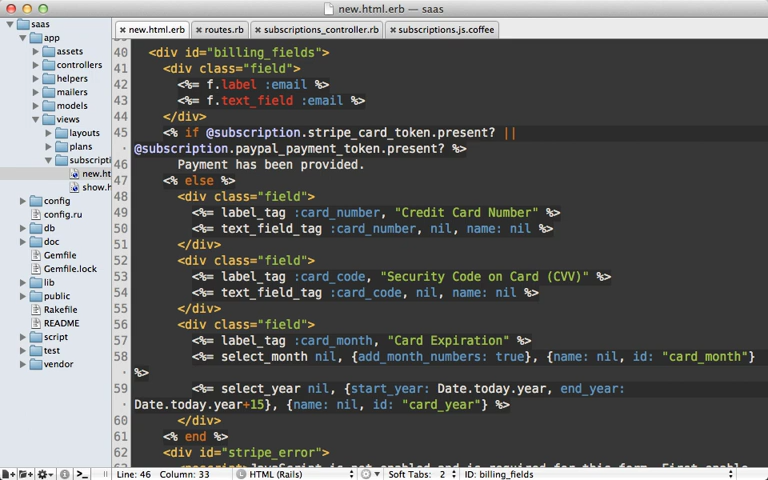 new.html.erb — saas
new.html.erb
routes.rb
subscriptions_controller.rb
subscriptions.js.coffee
saas
app
assets
controllers
helpers
mailers
models
views
layouts
plans
subscripti
new.ht
show.h
config
config.ru
db
doc
Gemfile
Gemfile.lock
lib
public
Rakefile
README
script
test
vendor
40 <div id="billing_fields">
41 <div class="field">
42 <%= f.label :email %>
43 <%= f.text_field :email %>
44 </div>
45 <% if @subscription.stripe_card_token.present? ||
@subscription.paypal_payment_token.present? %>
46 Payment has been provided.
47 <% else %>
48 <div class="field">
49 <%= label_tag :card_number, "Credit Card Number" %>
50 <%= text_field_tag :card_number, nil, name: nil %>
51 </div>
52 <div class="field">
53 <%= label_tag :card_code, "Security Code on Card (CVV)" %>
54 <%= text_field_tag :card_code, nil, name: nil %>
55 </div>
56 <div class="field">
57 <%= label_tag :card_month, "Card Expiration" %>
58 <%= select_month nil, {add_month_numbers: true}, {name: nil, id: "card_month"}
%>
59 <%= select_year nil, {start_year: Date.today.year, end_year:
Date.today.year+15}, {name: nil, id: "card_year"} %>
60 </div>
61 <% end %>
62 <div id="stripe_error">
Line: 46 Column: 33
HTML (Rails)
Soft Tabs: 2
ID: billing_fields